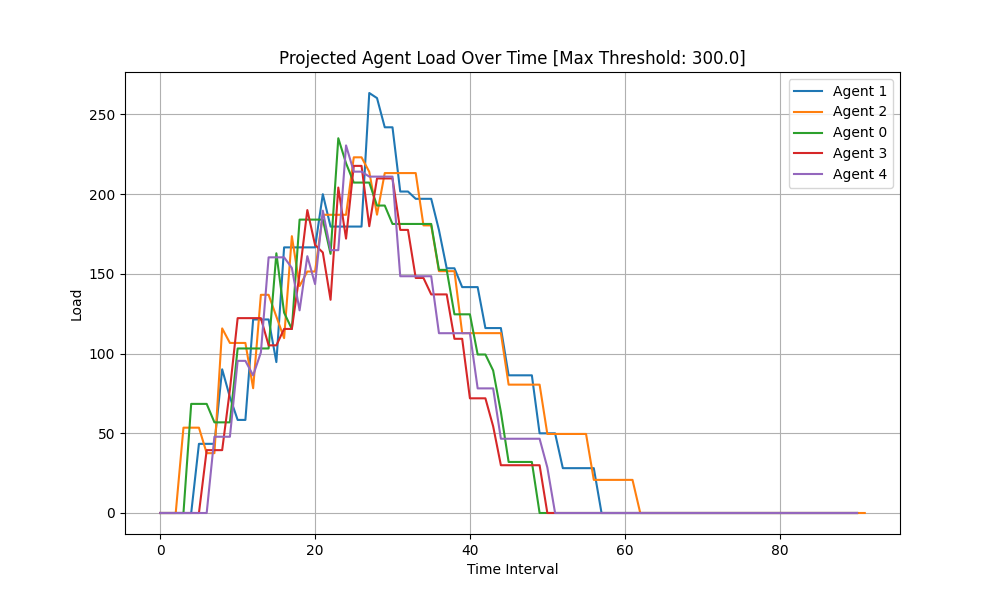 Projected Agent Load Over Time [Max Threshold: 300.0]
Agent 1
Agent 2
Agent 0
Agent 3
Agent 4
Load
250
200
150
100
50
0
0 20 40 60 80
Time Interval